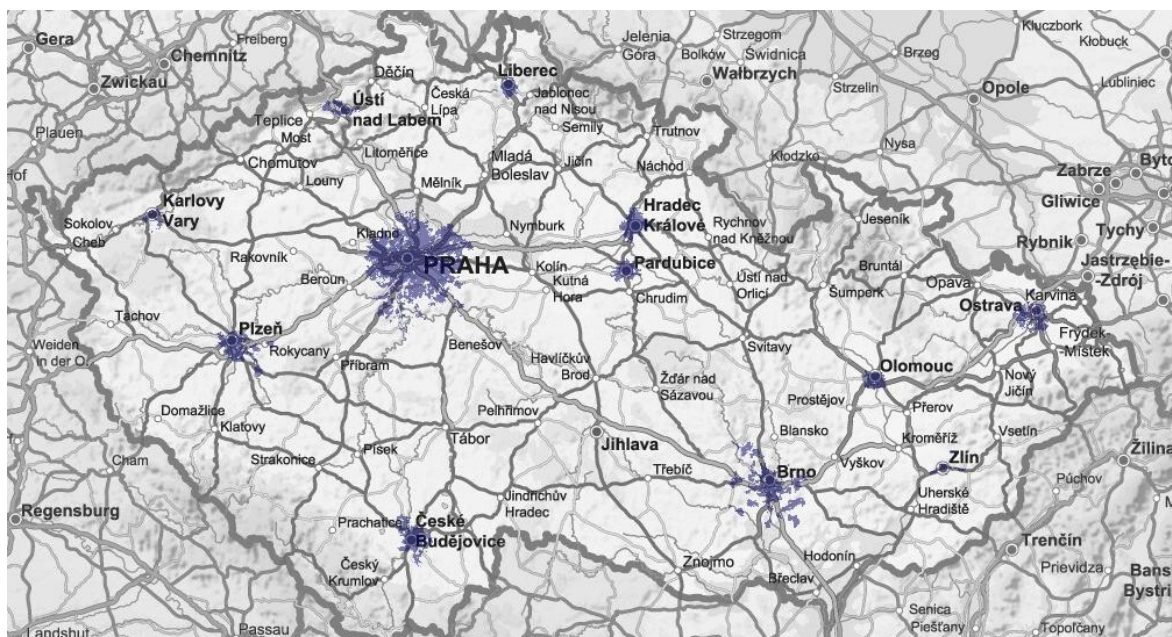 Gera
Chemnitz
Freiberg
Zwickau
Plauen
Hof
Děčín
Ústí
nad Labem
Teplice
Most
Chomutov
Louny
Litoměřice
Česká
Lípa
Liberec
Jablonec
nad Nisou
Semily
Mladá
Boleslav
Jičín
Mělník
Jelenia
Góra
Bolków
Strzegom
Świdnica
Wałbrzych
Strzelin
Brzeg
Opole
Kluczbork
Kłobuck
Lubliniec
Trutnov
Náchod
Kłodzko
Nysa
Zabrze
Byto
Gliwice
Tychy
Rybnik
Jastrzębie-
-Zdrój
Karlovy
Vary
Sokolov
Cheb
Kladno
Rakovník
Beroun
PRAHA
Nymburk
Kolín
Kutná
Hora
Hradec
Králové
Rychnov
nad Kněžnou
Pardubice
Chrudim
Ústí nad
Orlicí
Jeseník
Bruntál
Šumperk
Opava
Ostrava
Karviná
Frýdek-
Místek
Nový
Jičín
Tachov
Weiden
in der O.
Plzeň
Rokycany
Příbram
Benešov
Havlíčkův
Brod
Žďár nad
Sázavou
Svitavy
Olomouc
Prostějov
Přerov
Domažlice
Klatovy
Cham
Strakonice
Písek
Tábor
Pelhřimov
Jihlava
Třebíč
Blansko
Brno
Vyškov
Kroměříž
Vsetín
Zlín
Uherské
Hradiště
Žilina
Púchov
Regensburg
Prachatice
České
Budějovice
Jindřichův
Hradec
Český
Krumlov
Znojmo
Břeclav
Hodonín
Trenčín
Prievidza
Bans
Bystri
Senica
Piešťany
Topoľčany
Landshut
Passau